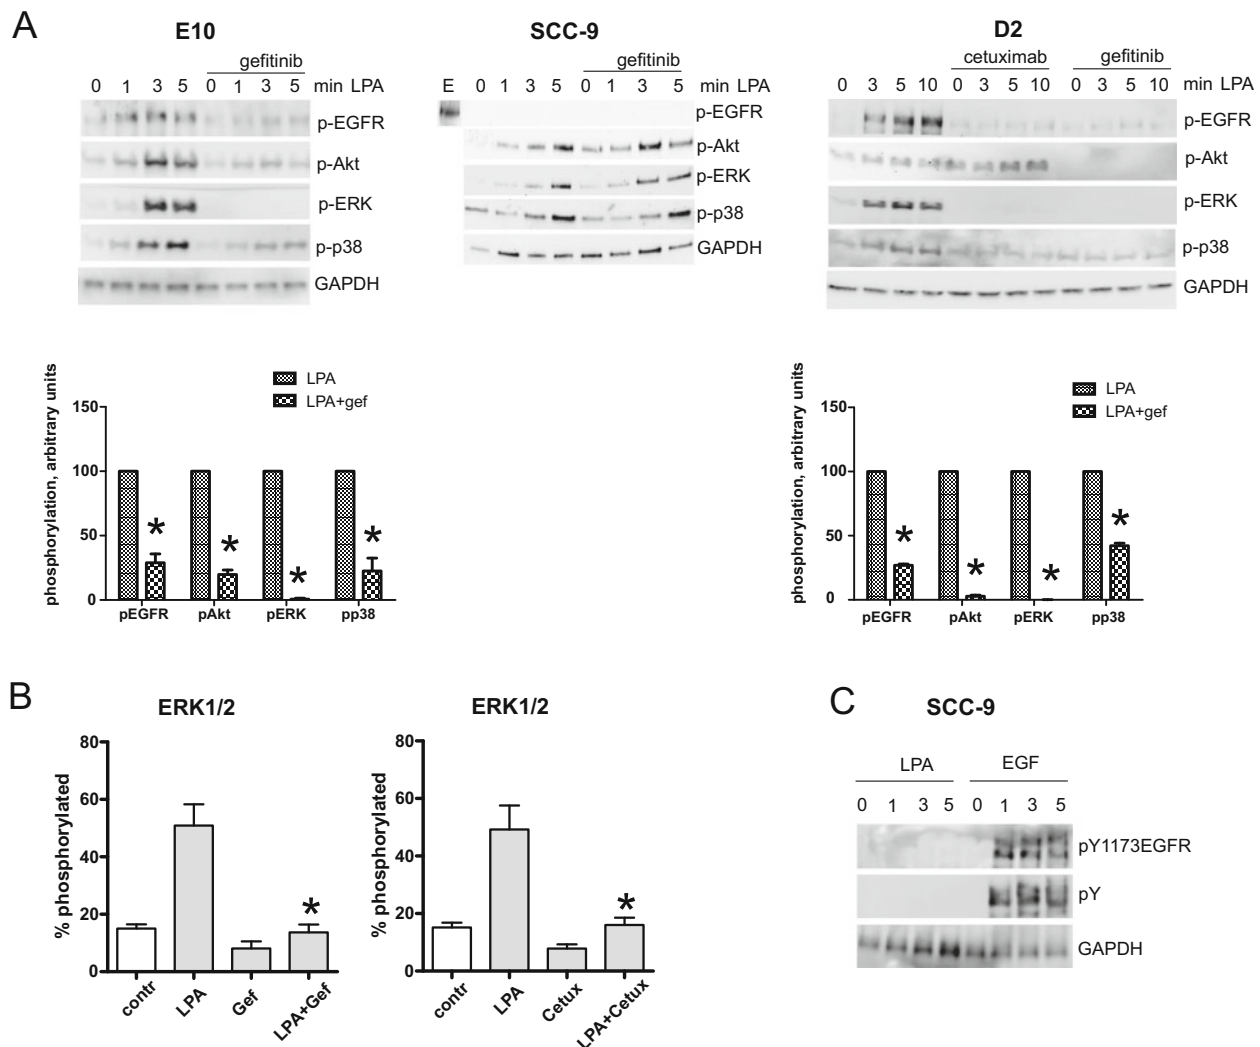 A
E10
gefitinib
0 1 3 5 0 1 3 5 min LPA
p-EGFR
p-Akt
p-ERK
p-p38
GAPDH
SCC-9
gefitinib
E 0 1 3 5 0 1 3 5 min LPA
p-EGFR
p-Akt
p-ERK
p-p38
GAPDH
D2
cetuximab gefitinib
0 3 5 10 0 3 5 10 0 3 5 10 min LPA
p-EGFR
p-Akt
p-ERK
p-p38
GAPDH
phosphorylation, arbitrary units
LPA
LPA+gef
150
100
50
0
* * * *
pEGFR pAkt pERK pp38
phosphorylation, arbitrary units
LPA
LPA+gef
150
100
50
0
* * * *
pEGFR pAkt pERK pp38
B
ERK1/2
% phosphorylated
80
60
40
20
0
*
contr LPA Gef LPA+Gef
ERK1/2
% phosphorylated
80
60
40
20
0
*
contr LPA Cetux LPA+Cetux
C
SCC-9
LPA EGF
0 1 3 5 0 1 3 5
pY1173EGFR
pY
GAPDH